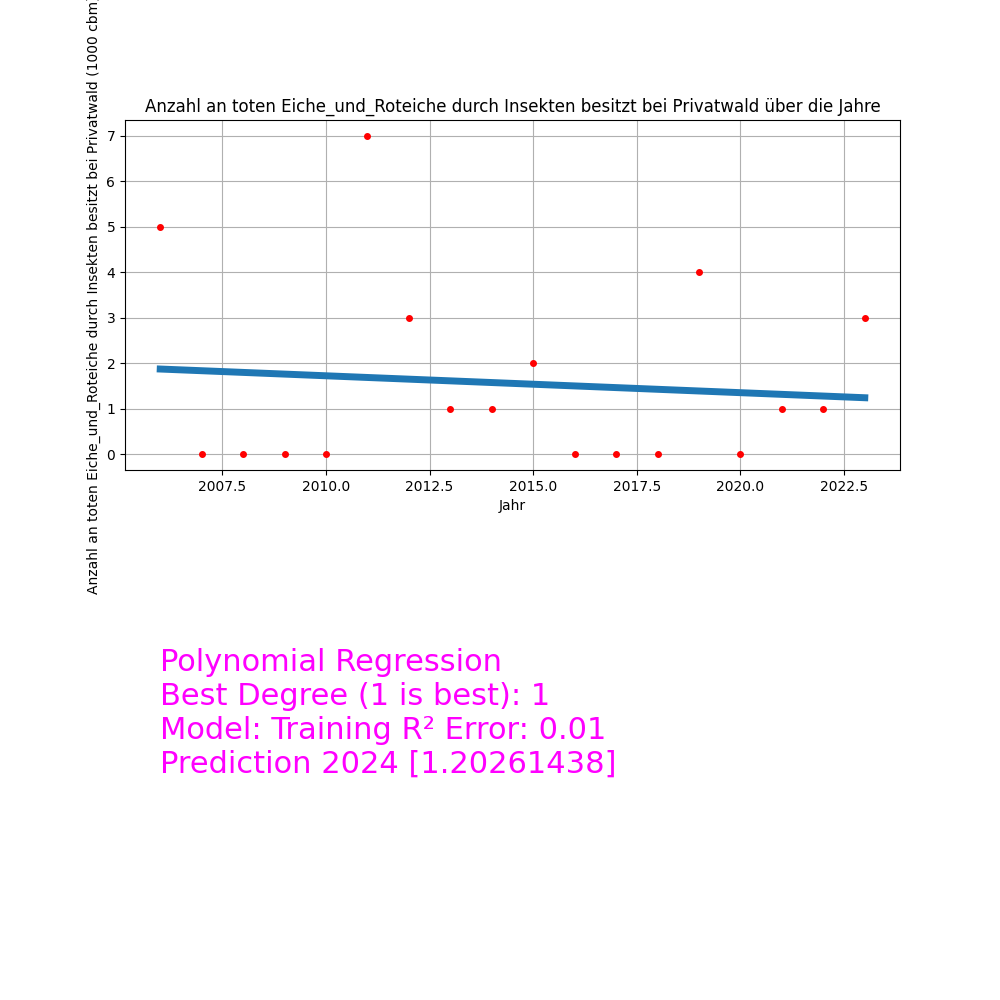 Anzahl an toten Eiche_und_Roteiche durch Insekten besitzt bei Privatwald über die Jahre
Anzahl an toten Eiche_und_Roteiche durch Insekten besitzt bei Privatwald (1000 cbm)
7
6
5
4
3
2
1
0
2007.5 2010.0 2012.5 2015.0 2017.5 2020.0 2022.5
Jahr
Polynomial Regression
Best Degree (1 is best): 1
Model: Training R² Error: 0.01
Prediction 2024 [1.20261438]